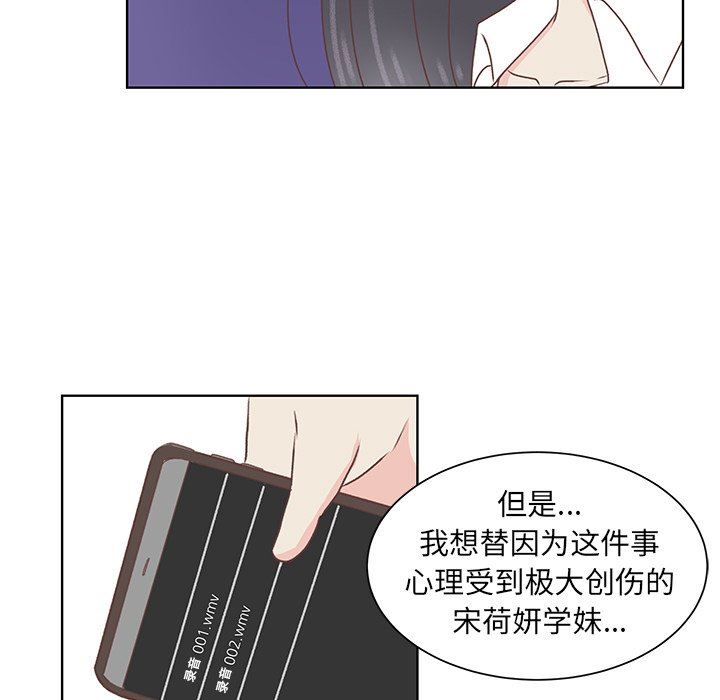 但是...
我想替因为这件事
心理受到极大创伤的
宋荷妍学妹...
录音 001.wmv
录音 002.wmv